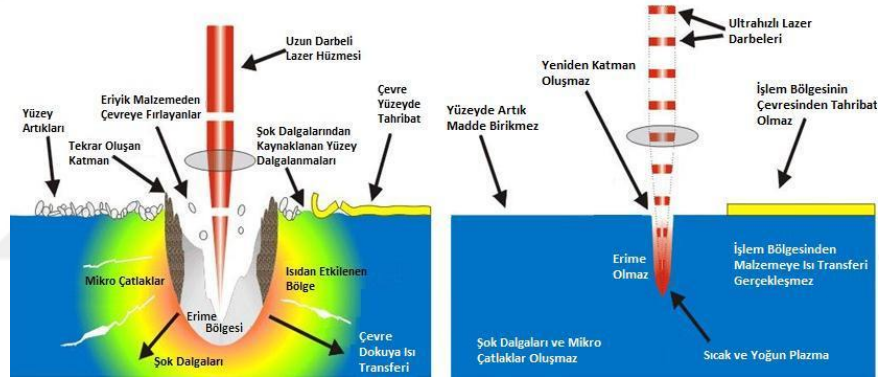 Uzun Darbeli
Lazer Hüzmesi
Eriyik Malzemeden
Çevreye Fırlayanlar
Çevre
Yüzeyde
Tahribat
Yüzey
Artıkları
Tekrar Oluşan
Katman
Şok Dalgalarından
Kaynaklanan Yüzey
Dalgalanmaları
Mikro Çatlaklar
Isıdan Etkilenen
Bölge
Erime
Bölgesi
Şok Dalgaları
Çevre
Dokuya Isı
Transferi
Ultrahızlı Lazer
Darbeleri
Yeniden Katman
Oluşmaz
Yüzeyde Artık
Madde Birikmez
İşlem Bölgesinin
Çevresinden Tahribat
Olmaz
Erime
Olmaz
İşlem Bölgesinden
Malzemeye Isı Transferi
Gerçekleşmez
Şok Dalgaları ve Mikro
Çatlaklar Oluşmaz
Sıcak ve Yoğun Plazma